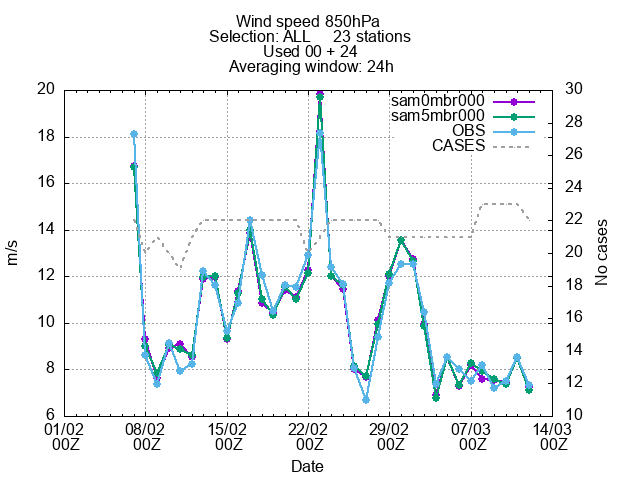 Wind speed 850hPa
Selection: ALL 23 stations
Used 00 + 24
Averaging window: 24h
sam0mbr000
sam5mbr000
OBS
CASES
20
18
16
14
12
10
8
6
m/s
30
28
26
24
22
20
18
16
14
12
10
No cases
01/02 08/02 15/02 22/02 29/02 07/03 14/03
00Z 00Z 00Z 00Z 00Z 00Z 00Z
Date